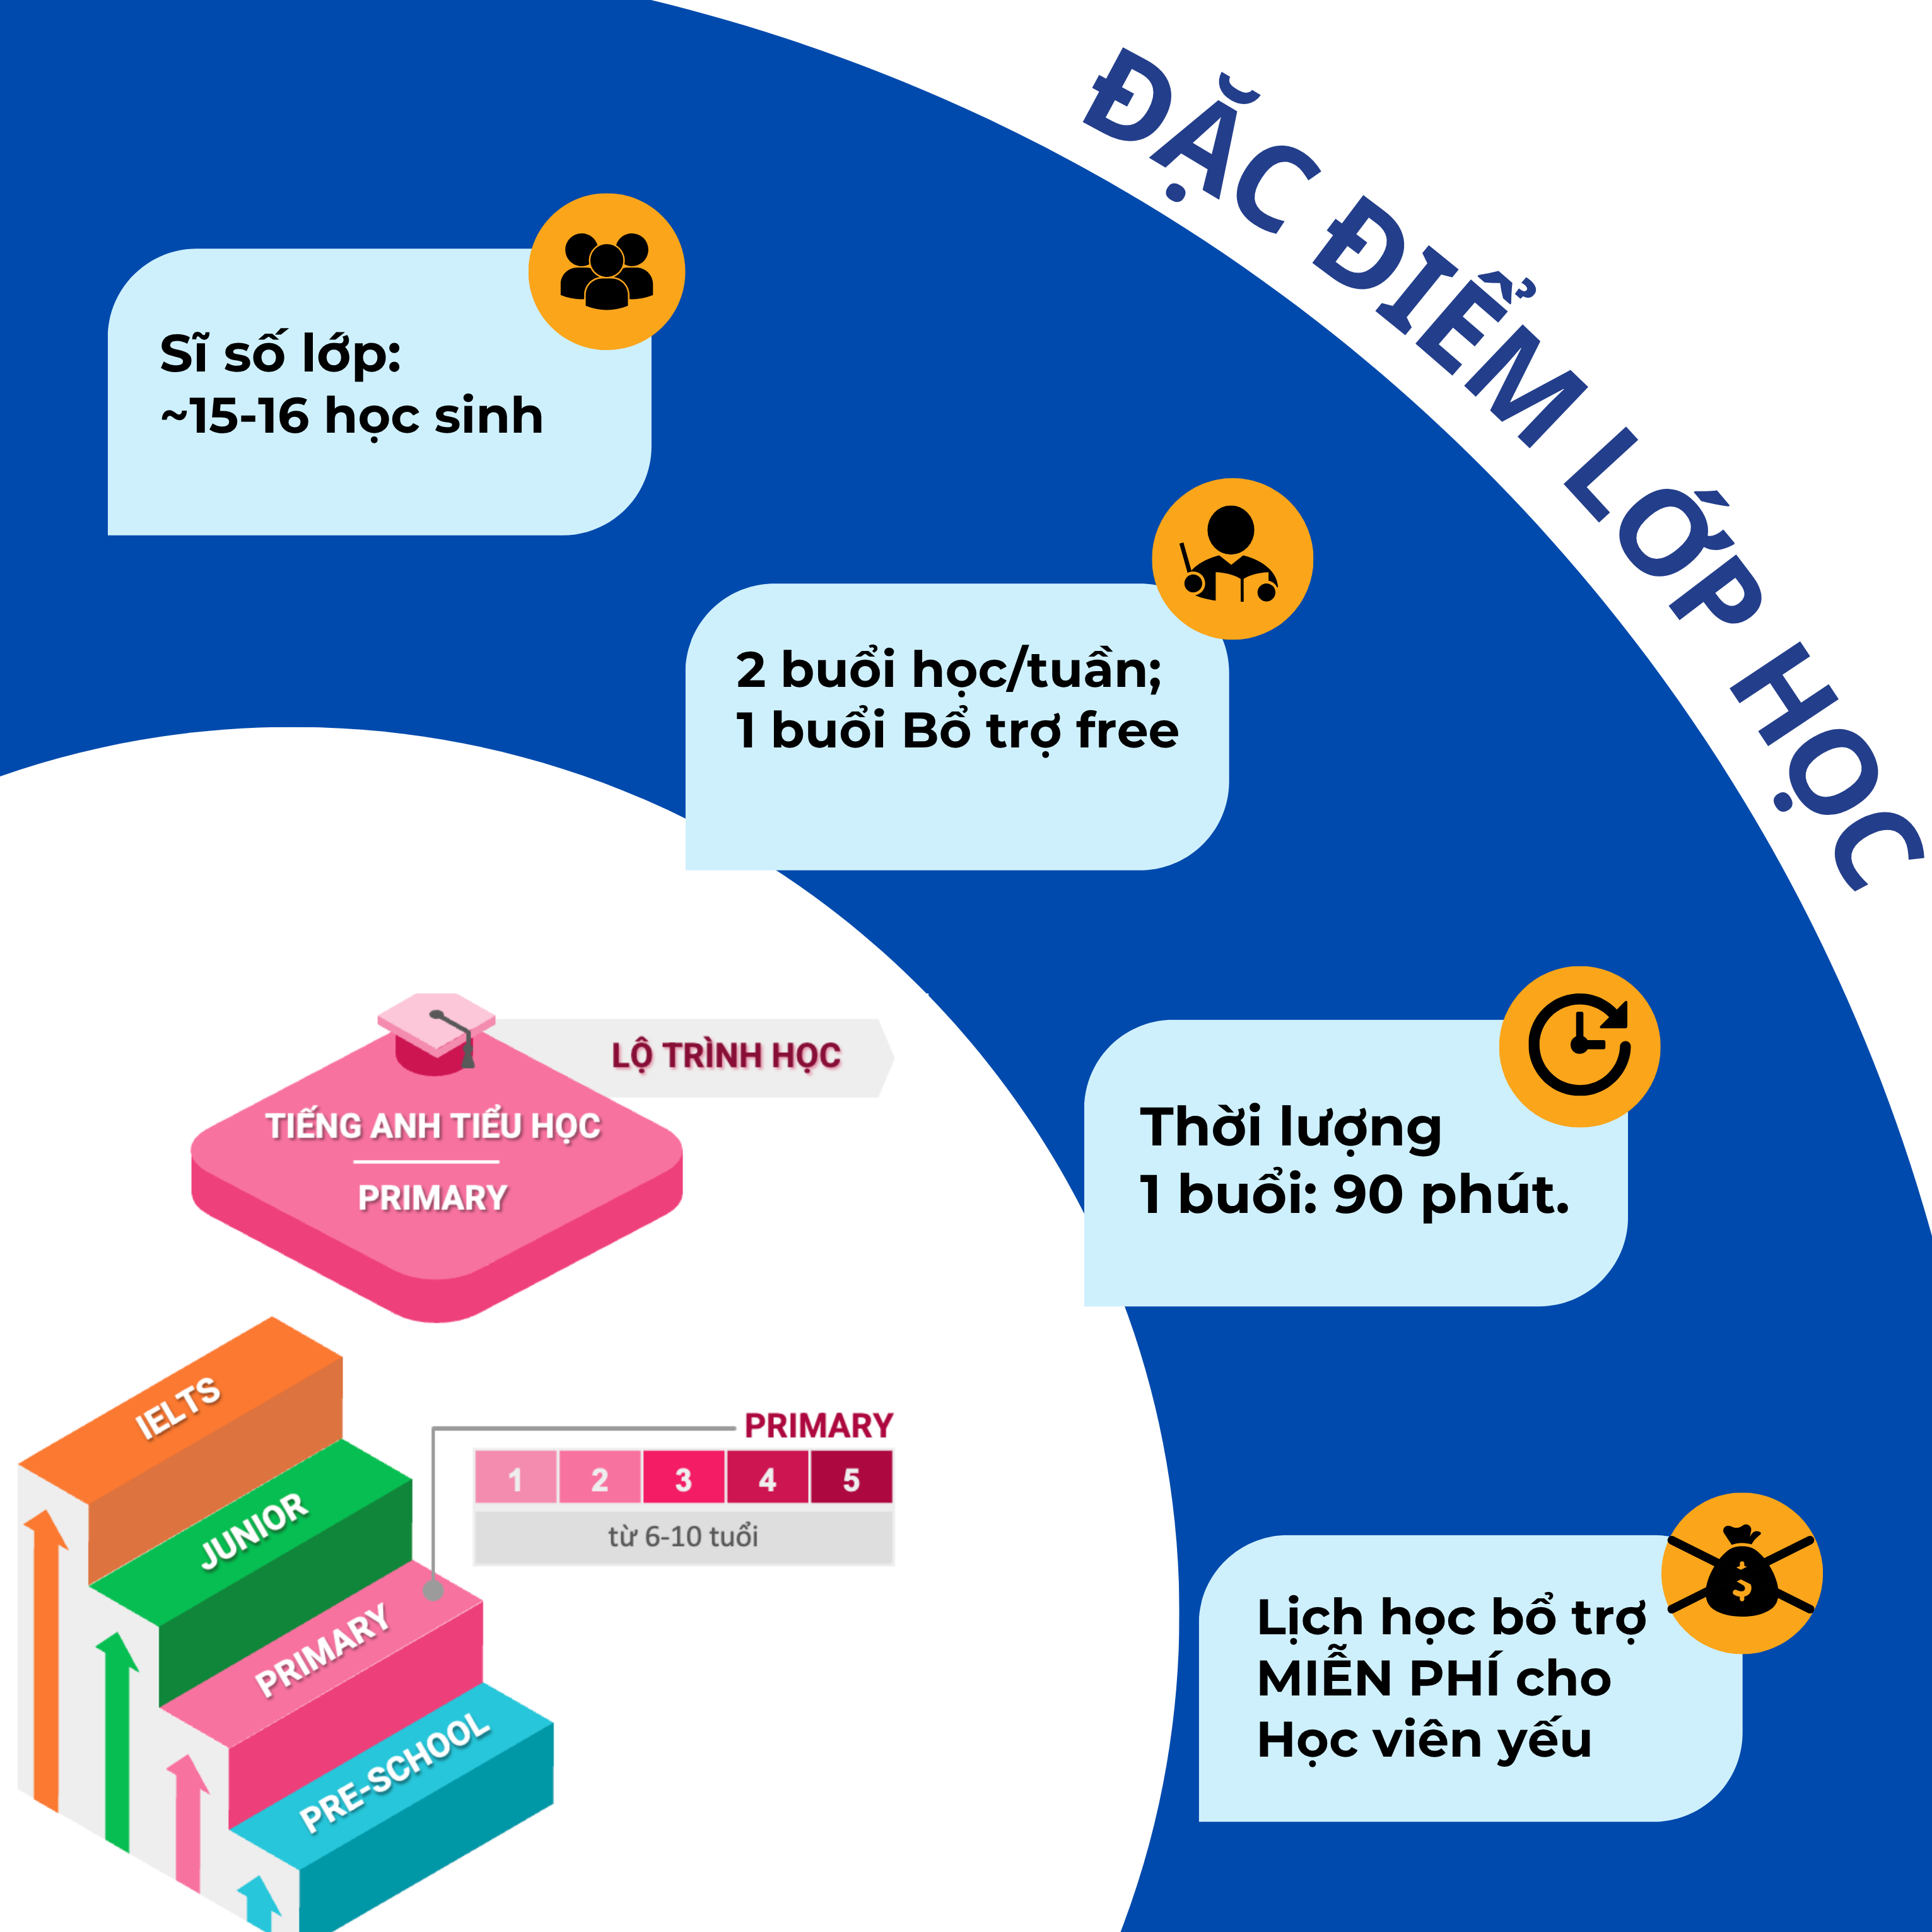 ĐẶC ĐIỂM LỚP HỌC
Sĩ số lớp:
~15-16 học sinh
2 buổi học/tuần;
1 buổi Bổ trợ free
Thời lượng
1 buổi: 90 phút.
Lịch học bổ trợ
MIỄN PHÍ cho
Học viên yếu
LỘ TRÌNH HỌC
TIẾNG ANH TIỂU HỌC
PRIMARY
IELTS
JUNIOR
PRIMARY
PRE-SCHOOL
PRIMARY
1 2 3 4 5
từ 6-10 tuổi